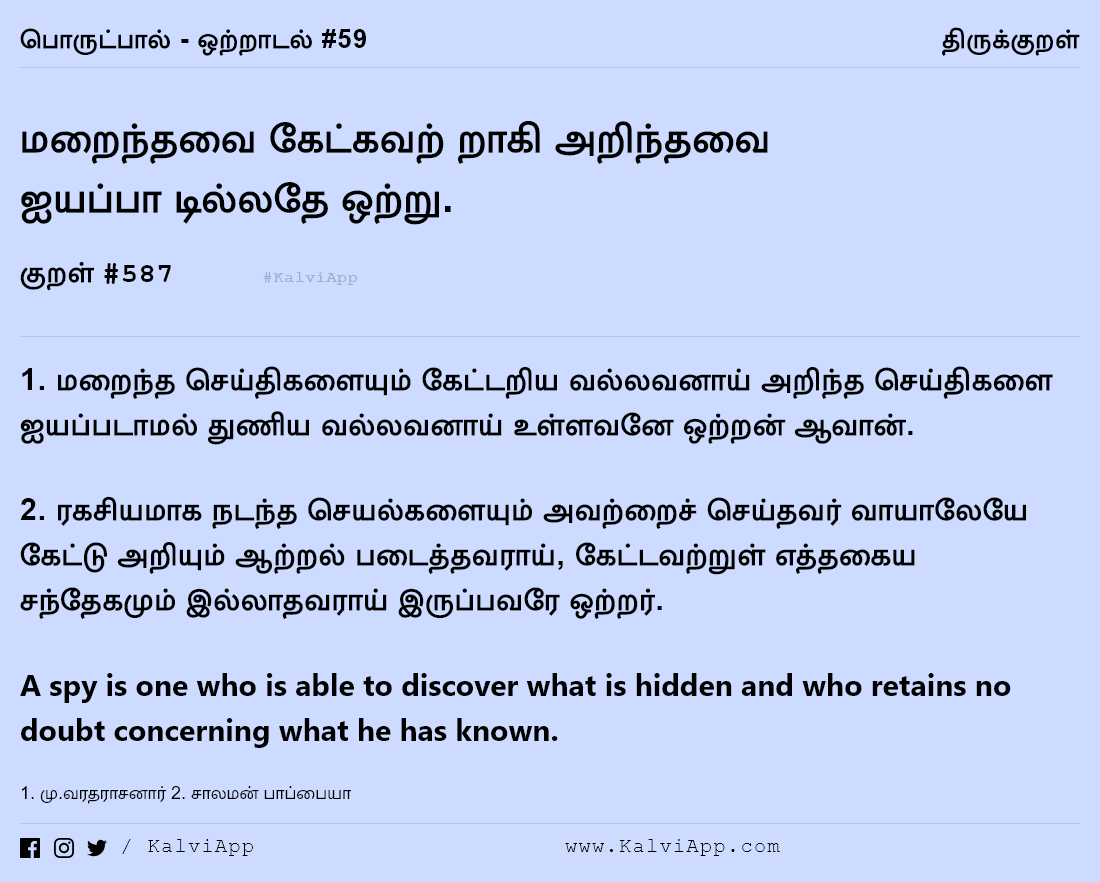 பொருட்பால் - ஒற்றாடல் #59 திருக்குறள்
மறைந்தவை கேட்கவற் றாகி அறிந்தவை
ஐயப்பா டில்லதே ஒற்று.
குறள் #587 #KalviApp
1. மறைந்த செய்திகளையும் கேட்டறிய வல்லவனாய் அறிந்த செய்திகளை
ஐயப்படாமல் துணிய வல்லவனாய் உள்ளவனே ஒற்றன் ஆவான்.
2. ரகசியமாக நடந்த செயல்களையும் அவற்றைச் செய்தவர் வாயாலேயே
கேட்டு அறியும் ஆற்றல் படைத்தவராய், கேட்டவற்றுள் எத்தகைய
சந்தேகமும் இல்லாதவராய் இருப்பவரே ஒற்றர்.
A spy is one who is able to discover what is hidden and who retains no
doubt concerning what he has known.
1. மு.வரதராசனார் 2. சாலமன் பாப்பையா
/ KalviApp www.KalviApp.com